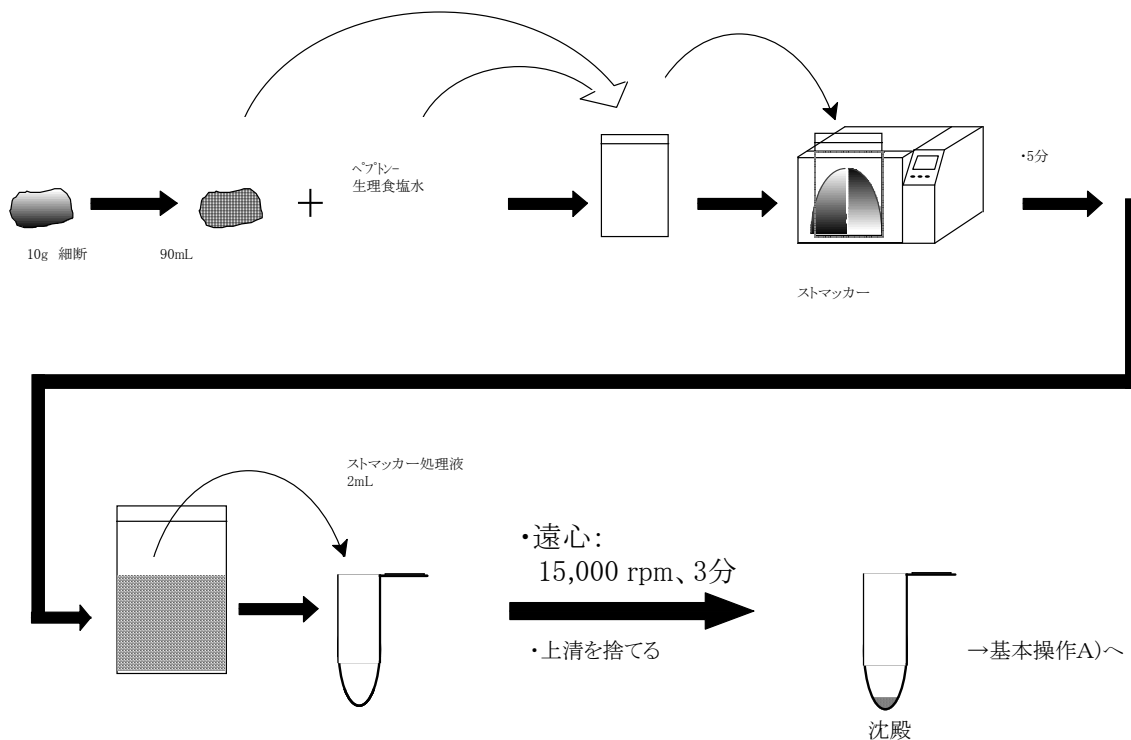 ペプトン-
生理食塩水
・5分
10g 細断
90mL
ストマッカー
ストマッカー処理液
2mL
・遠心：
15,000 rpm、3分
・上清を捨てる
→基本操作A)へ
沈殿